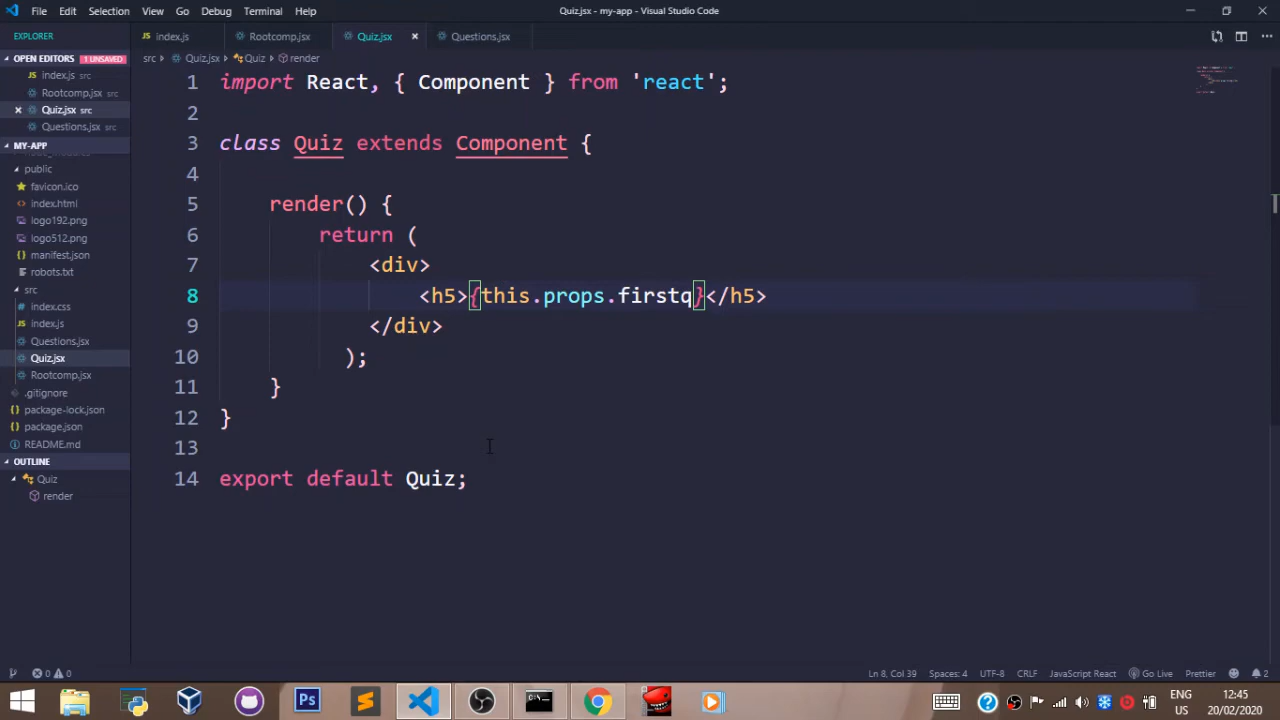 File Edit Selection View Go Debug Terminal Help
Quiz.jsx - my-app - Visual Studio Code
EXPLORER
OPEN EDITORS 1 UNSAVED
index.js src
Rootcomp.jsx src
Quiz.jsx src
Questions.jsx src
MY-APP
public
favicon.ico
index.html
logo192.png
logo512.png
manifest.json
robots.txt
src
index.css
index.js
Questions.jsx
Quiz.jsx
Rootcomp.jsx
.gitignore
package-lock.json
package.json
README.md
OUTLINE
Quiz
render
index.js Rootcomp.jsx Quiz.jsx Questions.jsx
src Quiz.jsx Quiz render
1 import React, { Component } from 'react';
2
3 class Quiz extends Component {
4
5 render() {
6 return (
7 <div>
8 <h5>{this.props.firstq}</h5>
9 </div>
10 );
11 }
12 }
13
14 export default Quiz;
0 0
Ln 8, Col 39 Spaces: 4 UTF-8 CRLF JavaScript React Go Live Prettier 2
Ps
ENG
US
12:45
20/02/2020